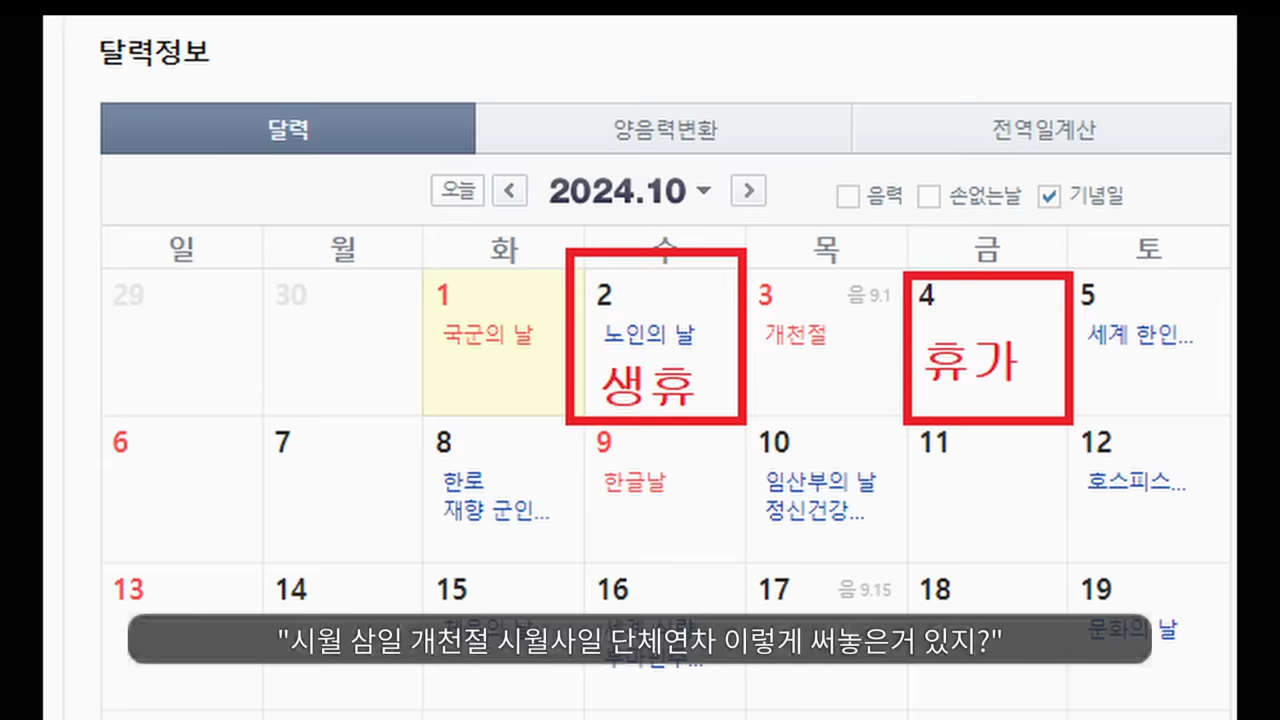 달력정보
달력 양음력변환 전역일계산
오늘 2024.10 음력 손없는날 기념일
일 월 화 수 목 금 토
29 30 1 2 3 음 9.1 4 5
국군의 날 노인의 날 개천절 세계 한인...
생휴 휴가
6 7 8 9 10 11 12
한로 한글날 임산부의 날 호스피스...
재향 군인... 정신건강...
13 14 15 16 17 음 9.15 18 19
문화의 날
"시월 삼일 개천절 시월사일 단체연차 이렇게 써놓은거 있지?"